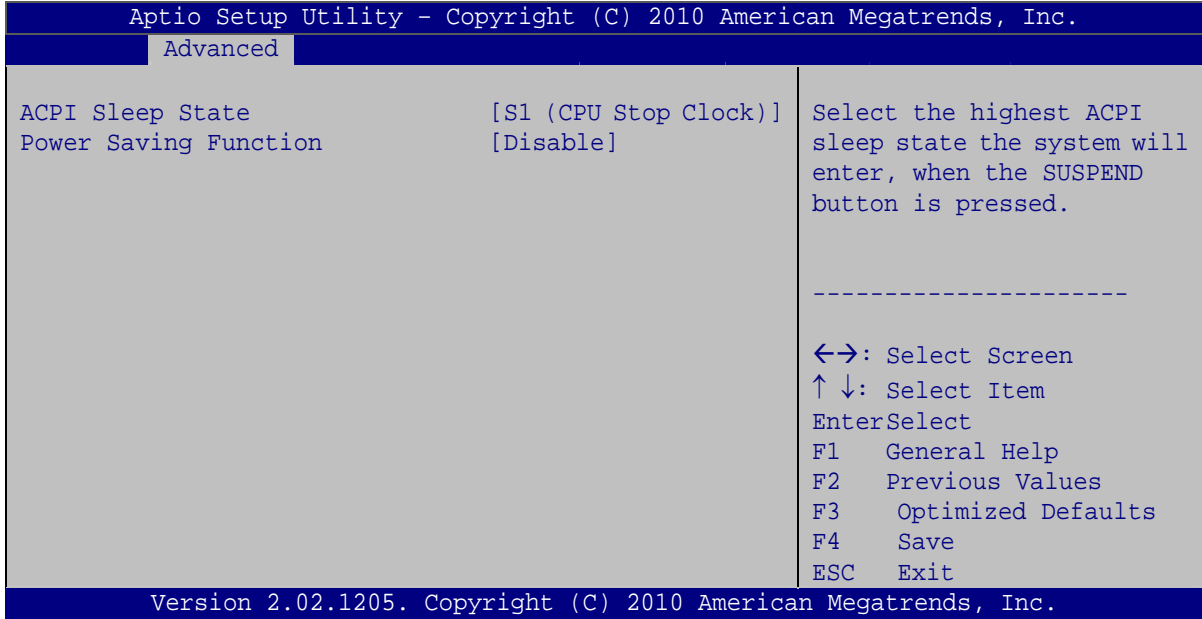 Aptio Setup Utility – Copyright (C) 2010 American Megatrends, Inc.
Advanced
ACPI Sleep State [S1 (CPU Stop Clock)]
Power Saving Function [Disable]
Select the highest ACPI
sleep state the system will
enter, when the SUSPEND
button is pressed.
----------------------
←→: Select Screen
↑ ↓: Select Item
EnterSelect
F1 General Help
F2 Previous Values
F3 Optimized Defaults
F4 Save
ESC Exit
Version 2.02.1205. Copyright (C) 2010 American Megatrends, Inc.